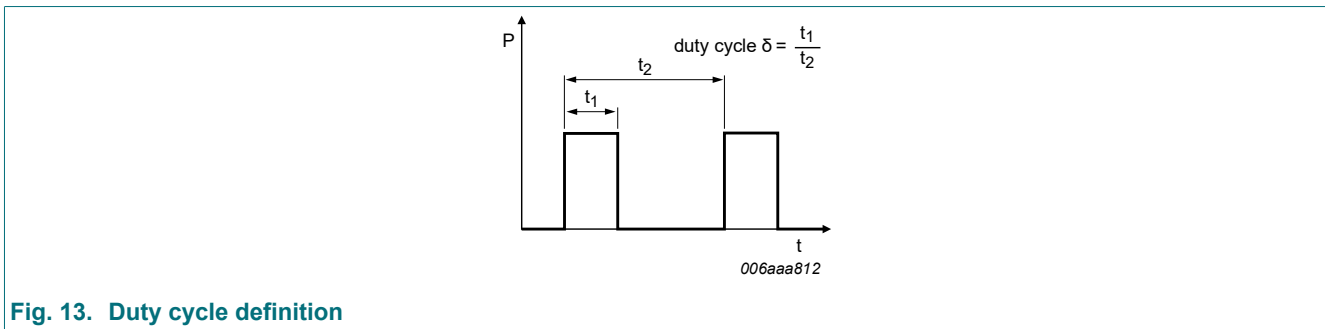 P
duty cycle δ = t1/t2
t2
t1
t
006aaa812
Fig. 13. Duty cycle definition